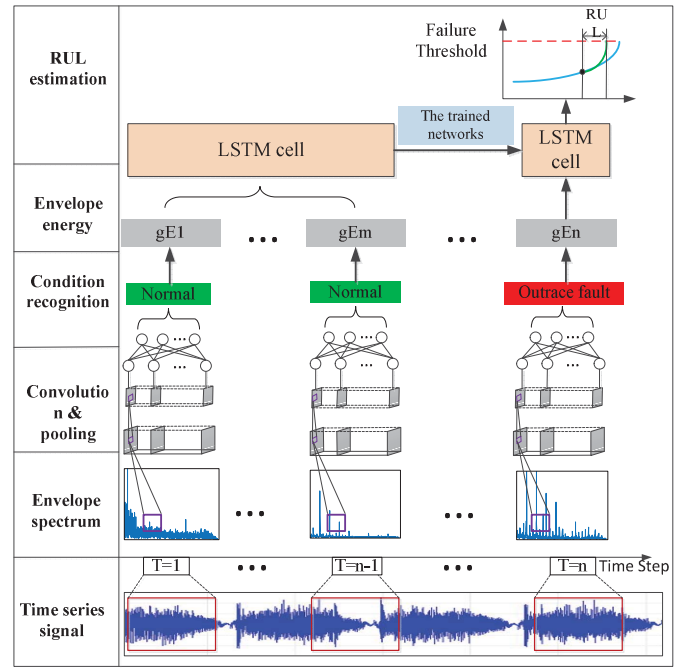 RUL
estimation
Failure
Threshold
RU
L
The trained
networks
LSTM cell
LSTM
cell
Envelope
energy
gE1
•••
gEm
•••
gEn
Condition
recognition
Normal
Normal
Outrace fault
Convolutio
n &
pooling
Envelope
spectrum
•••
•••
T=1
•••
T=n-1
•••
T=n
Time Step
Time series
signal